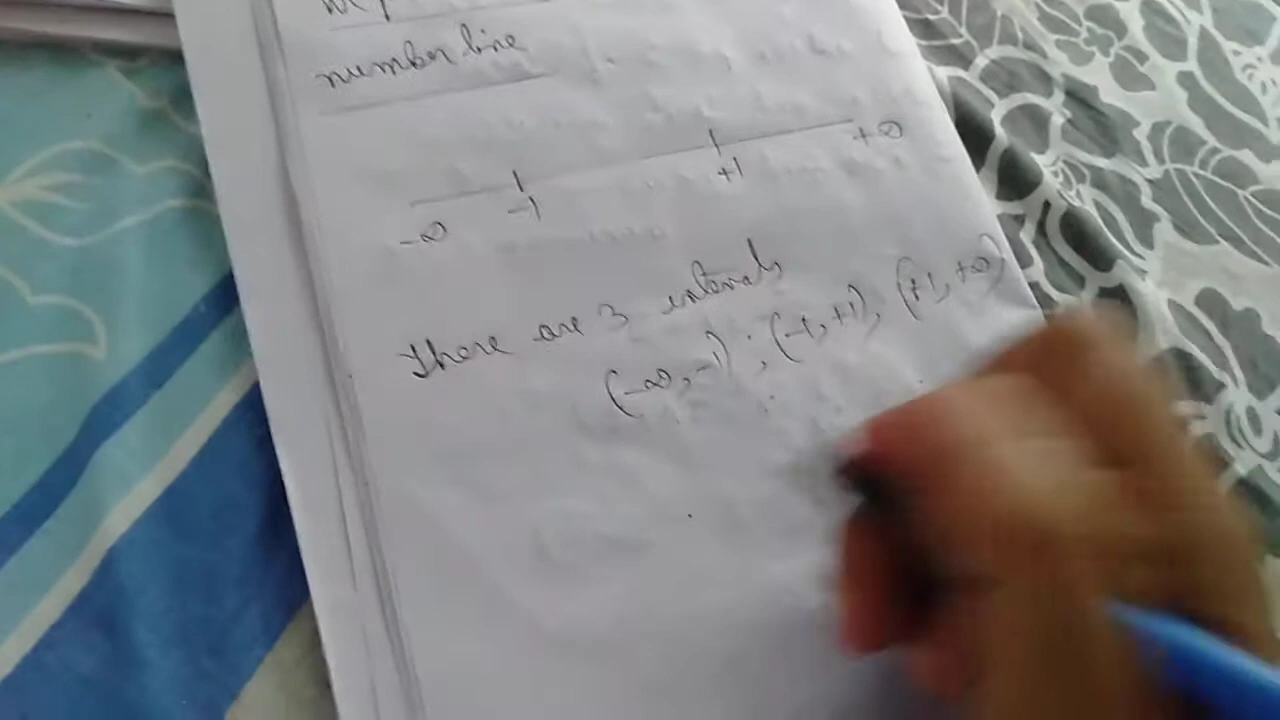 number line
-∞ -1 +1 +∞
There are 3 intervals
(-∞, -1) ; (-1, +1), (+1, +∞)